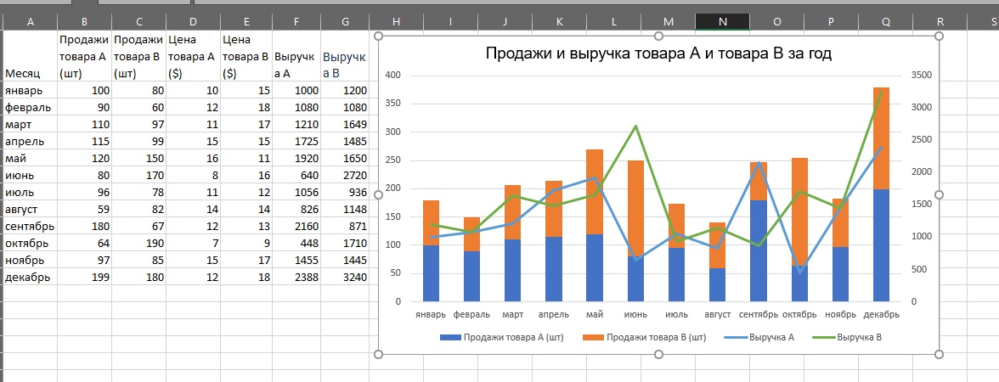 A B C D E F G H I J K L M N O P Q R S
Продажи Продажи Цена Цена
товара А товара В товара А товара В Выручк Выручк
Месяц (шт) (шт) ($) ($) а А а В
январь 100 80 10 15 1000 1200
февраль 90 60 12 18 1080 1080
март 110 97 11 17 1210 1649
апрель 115 99 15 15 1725 1485
май 120 150 16 11 1920 1650
июнь 80 170 8 16 640 2720
июль 96 78 11 12 1056 936
август 59 82 14 14 826 1148
сентябрь 180 67 12 13 2160 871
октябрь 64 190 7 9 448 1710
ноябрь 97 85 15 17 1455 1445
декабрь 199 180 12 18 2388 3240
Продажи и выручка товара А и товара В за год
400 3500
350 3000
300 2500
250 2000
200 1500
150 1000
100 500
50 0
0
январь февраль март апрель май июнь июль август сентябрь октябрь ноябрь декабрь
Продажи товара А (шт) Продажи товара В (шт) Выручка А Выручка В